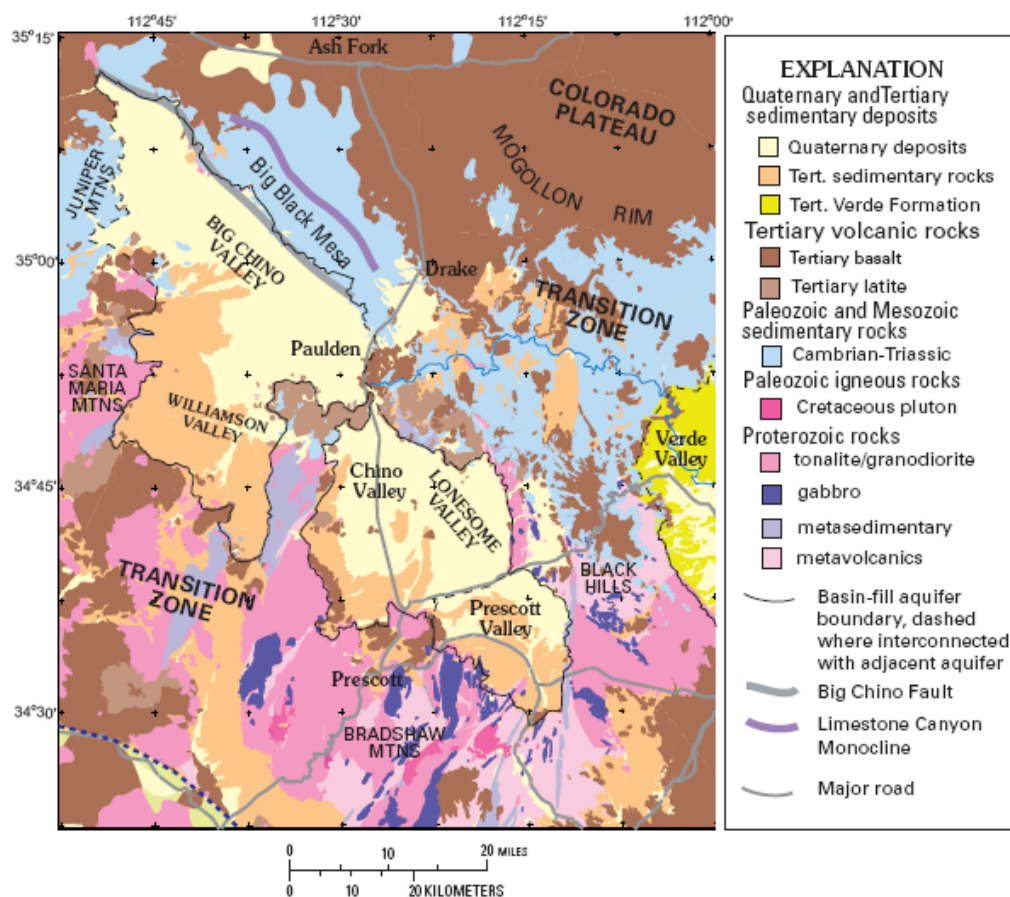 112°45'
112°30'
112°15'
112°00'
35°15'
35°00'
34°45'
34°30'
Ash Fork
COLORADO
PLATEAU
MOGOLLON RIM
JUNIPER
MTNS
Big Black Mesa
BIG CHINO
VALLEY
Drake
TRANSITION
ZONE
Paulden
SANTA
MARIA
MTNS
WILLIAMSON
VALLEY
Chino
Valley
LONESOME
VALLEY
Verde
Valley
TRANSITION
ZONE
BLACK
HILLS
Prescott
Valley
Prescott
BRADSHAW
MTNS
EXPLANATION
Quaternary andTertiary
sedimentary deposits
Quaternary deposits
Tert. sedimentary rocks
Tert. Verde Formation
Tertiary volcanic rocks
Tertiary basalt
Tertiary latite
Paleozoic and Mesozoic
sedimentary rocks
Cambrian-Triassic
Paleozoic igneous rocks
Cretaceous pluton
Proterozoic rocks
tonalite/granodiorite
gabbro
metasedimentary
metavolcanics
Basin-fill aquifer
boundary, dashed
where interconnected
with adjacent aquifer
Big Chino Fault
Limestone Canyon
Monocline
Major road
0 10 20 MILES
0 10 20 KILOMETERS